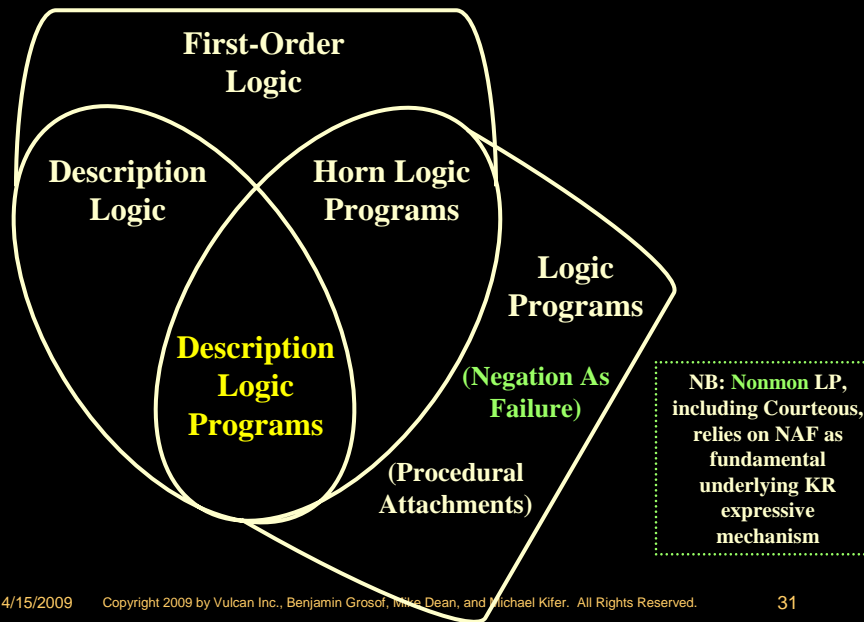 First-Order
Logic
Description
Logic
Horn Logic
Programs
Logic
Programs
Description
Logic
Programs
(Negation As
Failure)
(Procedural
Attachments)
NB: Nonmon LP,
including Courteous,
relies on NAF as
fundamental
underlying KR
expressive
mechanism
4/15/2009
Copyright 2009 by Vulcan Inc., Benjamin Grosof, Mike Dean, and Michael Kifer. All Rights Reserved.
31